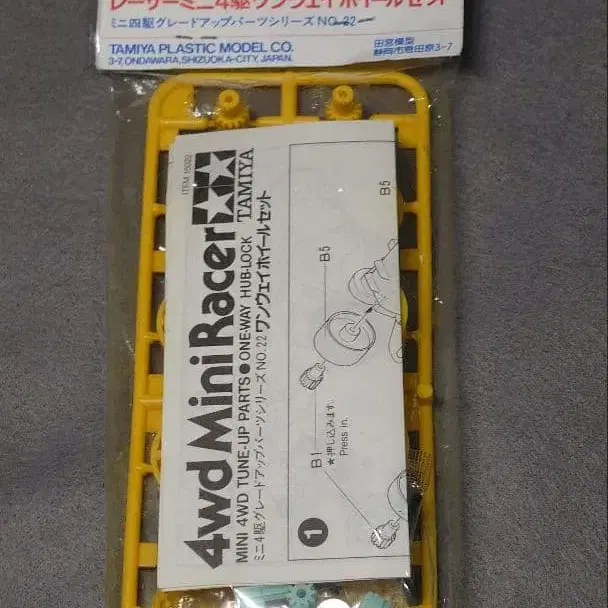 レーサーミニ4駆ワンウェイホイールセット
ミニ四駆グレードアップパーツシリーズ NO.22
TAMIYA PLASTIC MODEL CO.
3-7, ONDAWARA, SHIZUOKA-CITY, JAPAN.
田宮模型
静岡市恩田原3-7
ITEM 15022
4wd Mini Racer
TAMIYA
MINI 4WD TUNE-UP PARTS●ONE-WAY HUB-LOCK
ミニ4駆グレードアップパーツシリーズNO.22 ワンウェイホイールセット
B5
B5
B1
★押し込みます。
Press in.
1